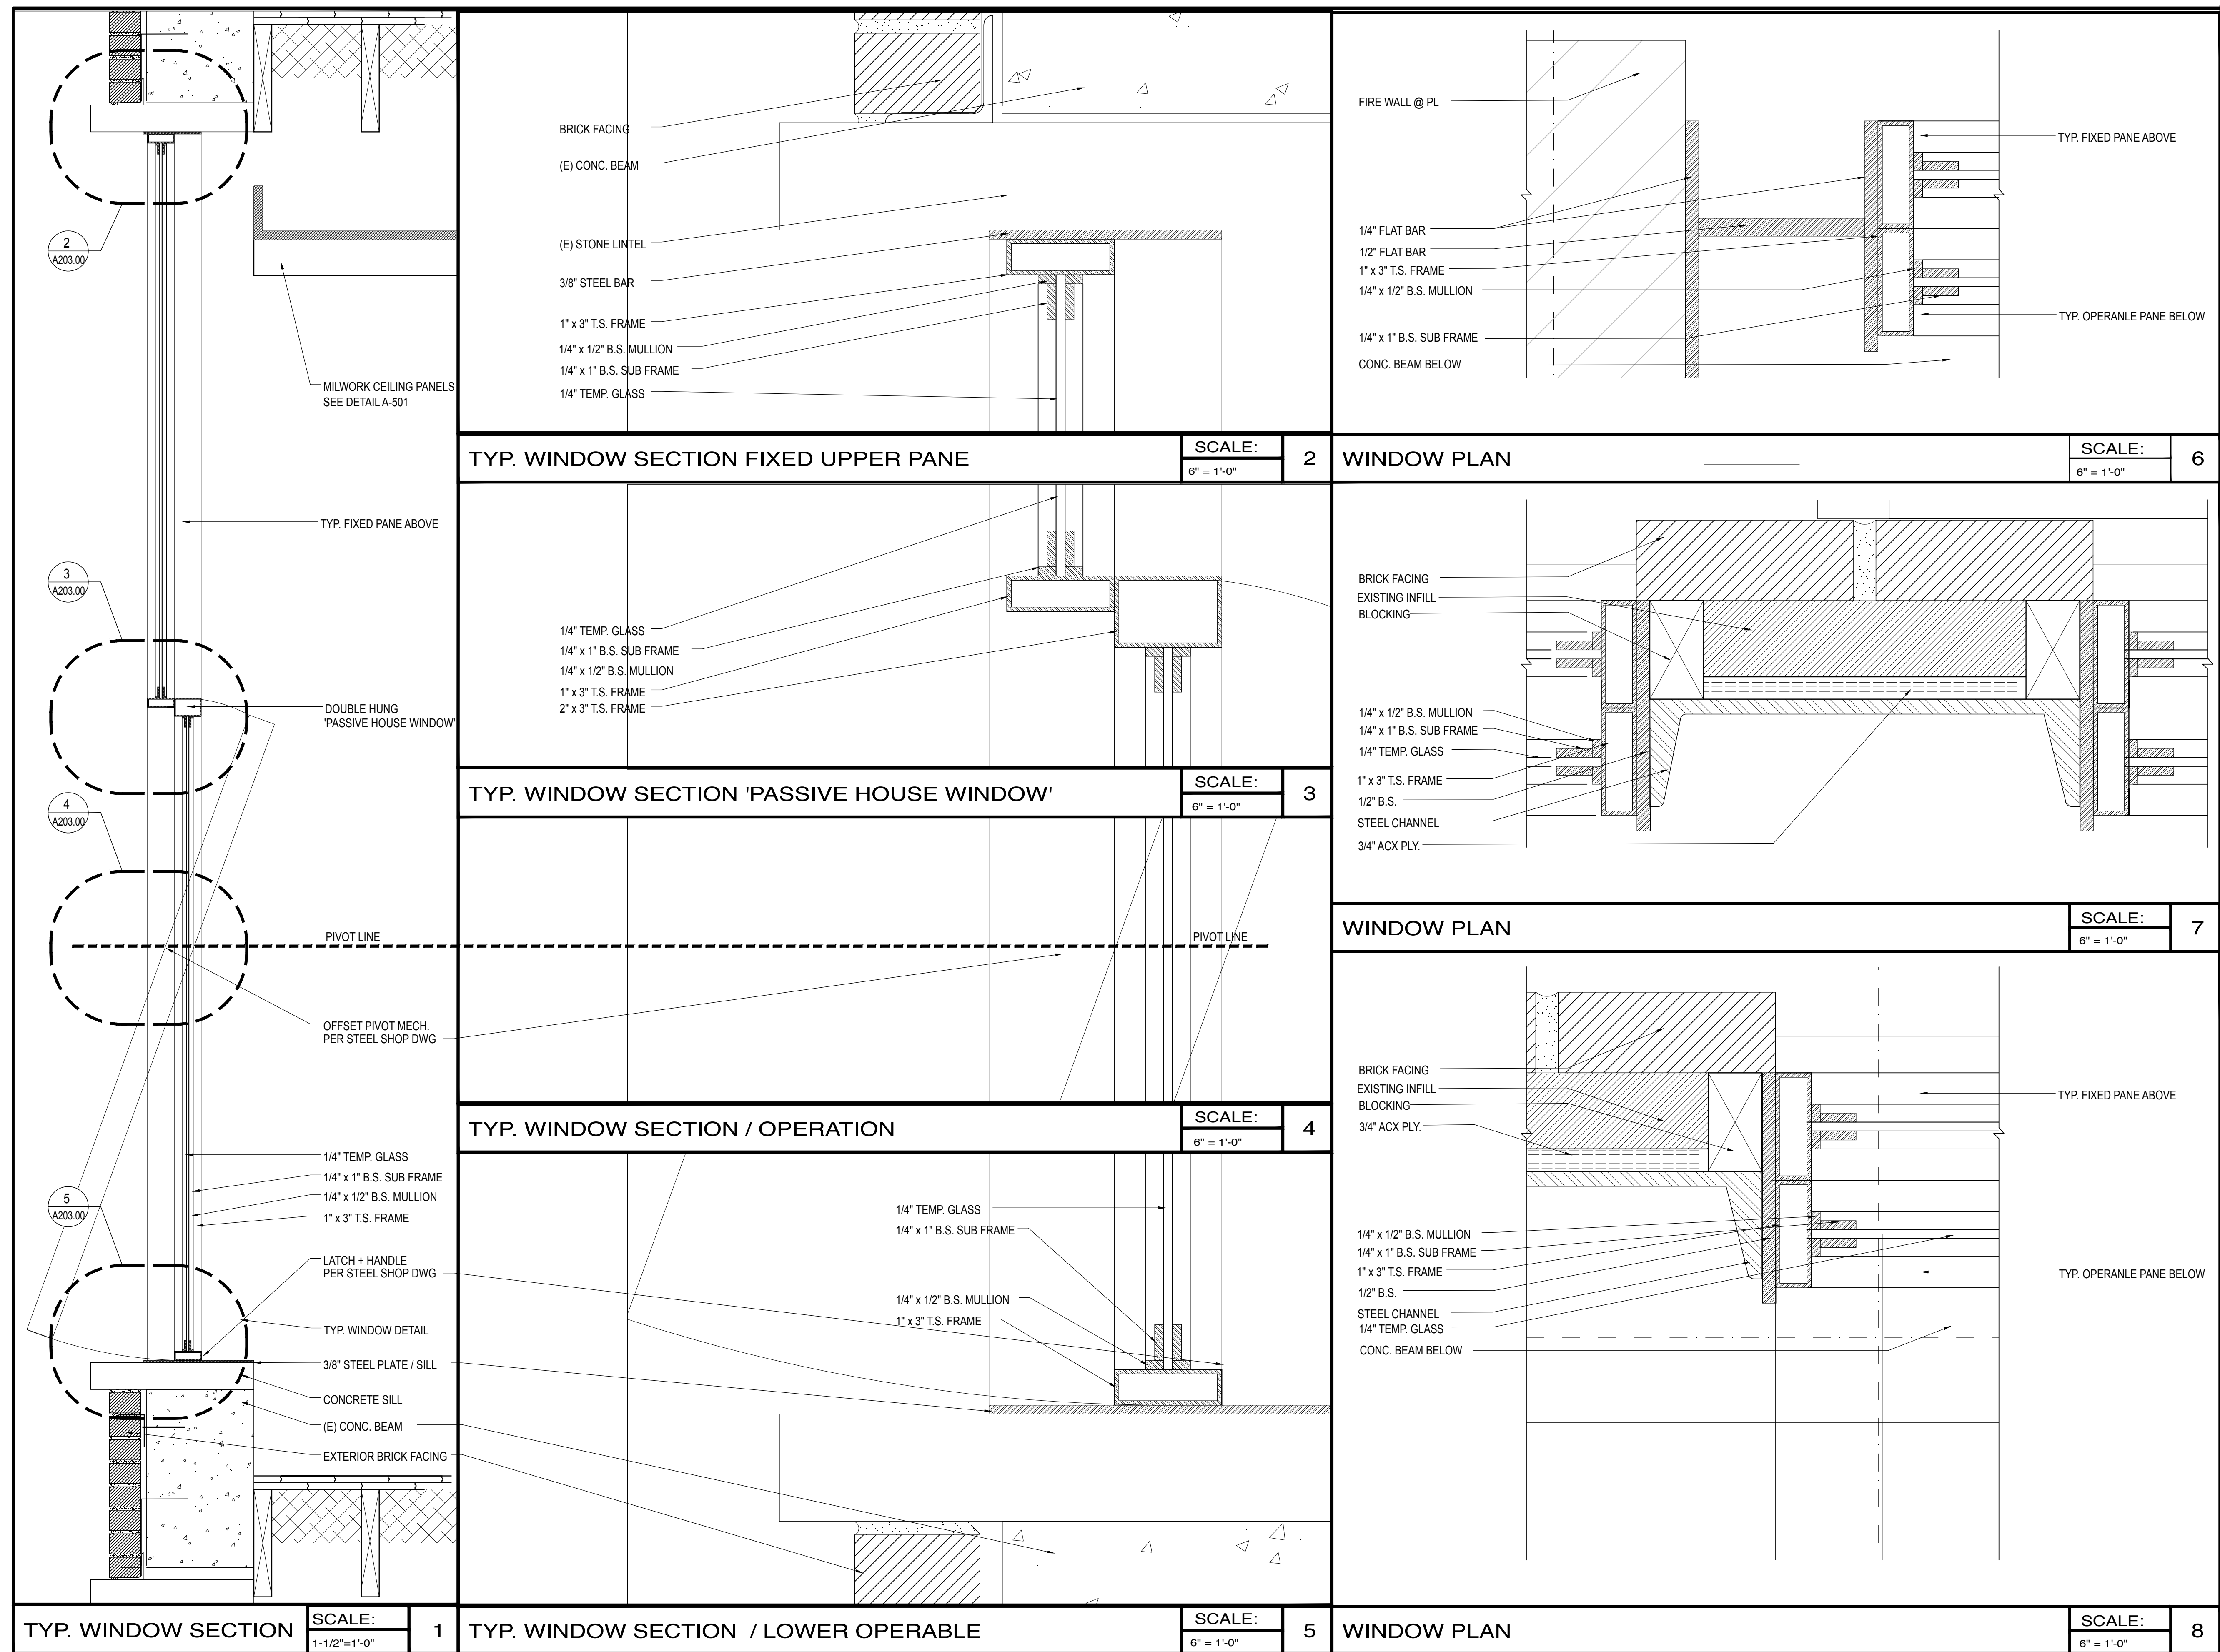 2
A203.00
MILWORK CEILING PANELS
SEE DETAIL A-501
TYP. FIXED PANE ABOVE
3
A203.00
DOUBLE HUNG
'PASSIVE HOUSE WINDOW'
4
A203.00
PIVOT LINE
OFFSET PIVOT MECH.
PER STEEL SHOP DWG
1/4" TEMP. GLASS
1/4" x 1" B.S. SUB FRAME
1/4" x 1/2" B.S. MULLION
1" x 3" T.S. FRAME
5
A203.00
LATCH + HANDLE
PER STEEL SHOP DWG
TYP. WINDOW DETAIL
3/8" STEEL PLATE / SILL
CONCRETE SILL
(E) CONC. BEAM
EXTERIOR BRICK FACING
TYP. WINDOW SECTION
SCALE:
1-1/2"=1'-0"
1
BRICK FACING
(E) CONC. BEAM
(E) STONE LINTEL
3/8" STEEL BAR
1" x 3" T.S. FRAME
1/4" x 1/2" B.S. MULLION
1/4" x 1" B.S. SUB FRAME
1/4" TEMP. GLASS
TYP. WINDOW SECTION FIXED UPPER PANE
SCALE:
6" = 1'-0"
2
1/4" TEMP. GLASS
1/4" x 1" B.S. SUB FRAME
1/4" x 1/2" B.S. MULLION
1" x 3" T.S. FRAME
2" x 3" T.S. FRAME
TYP. WINDOW SECTION 'PASSIVE HOUSE WINDOW'
SCALE:
6" = 1'-0"
3
PIVOT LINE
TYP. WINDOW SECTION / OPERATION
SCALE:
6" = 1'-0"
4
1/4" TEMP. GLASS
1/4" x 1" B.S. SUB FRAME
1/4" x 1/2" B.S. MULLION
1" x 3" T.S. FRAME
TYP. WINDOW SECTION / LOWER OPERABLE
SCALE:
6" = 1'-0"
5
FIRE WALL @ PL
TYP. FIXED PANE ABOVE
1/4" FLAT BAR
1/2" FLAT BAR
1" x 3" T.S. FRAME
1/4" x 1/2" B.S. MULLION
TYP. OPERANLE PANE BELOW
1/4" x 1" B.S. SUB FRAME
CONC. BEAM BELOW
WINDOW PLAN
SCALE:
6" = 1'-0"
6
BRICK FACING
EXISTING INFILL
BLOCKING
1/4" x 1/2" B.S. MULLION
1/4" x 1" B.S. SUB FRAME
1/4" TEMP. GLASS
1" x 3" T.S. FRAME
1/2" B.S.
STEEL CHANNEL
3/4" ACX PLY.
WINDOW PLAN
SCALE:
6" = 1'-0"
7
BRICK FACING
EXISTING INFILL
BLOCKING
3/4" ACX PLY.
TYP. FIXED PANE ABOVE
1/4" x 1/2" B.S. MULLION
1/4" x 1" B.S. SUB FRAME
1" x 3" T.S. FRAME
1/2" B.S.
STEEL CHANNEL
1/4" TEMP. GLASS
CONC. BEAM BELOW
TYP. OPERANLE PANE BELOW
WINDOW PLAN
SCALE:
6" = 1'-0"
8